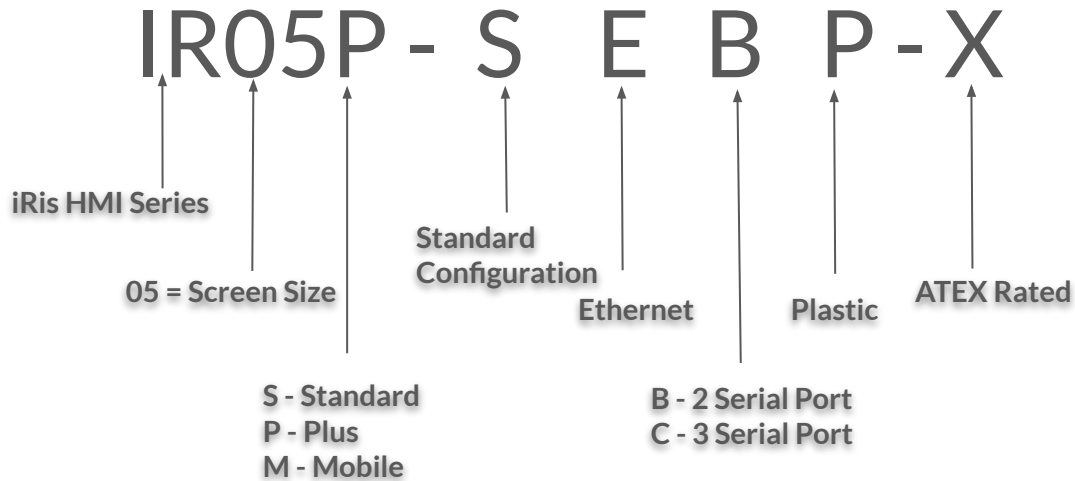 IR05P - S E B P - X
iRis HMI Series
Standard
Configuration
05 = Screen Size
Ethernet
Plastic
ATEX Rated
S - Standard
P - Plus
M - Mobile
B - 2 Serial Port
C - 3 Serial Port